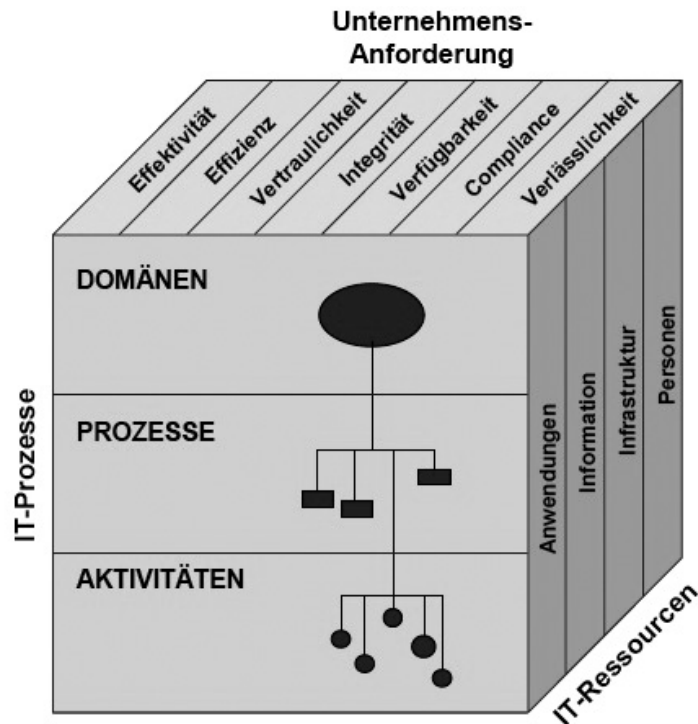 Unternehmens-
Anforderung
Effektivität
Effizienz
Vertraulichkeit
Integrität
Verfügbarkeit
Compliance
Verlässlichkeit
DOMÄNEN
PROZESSE
AKTIVITÄTEN
IT-Prozesse
Anwendungen
Information
Infrastruktur
Personen
IT-Ressourcen